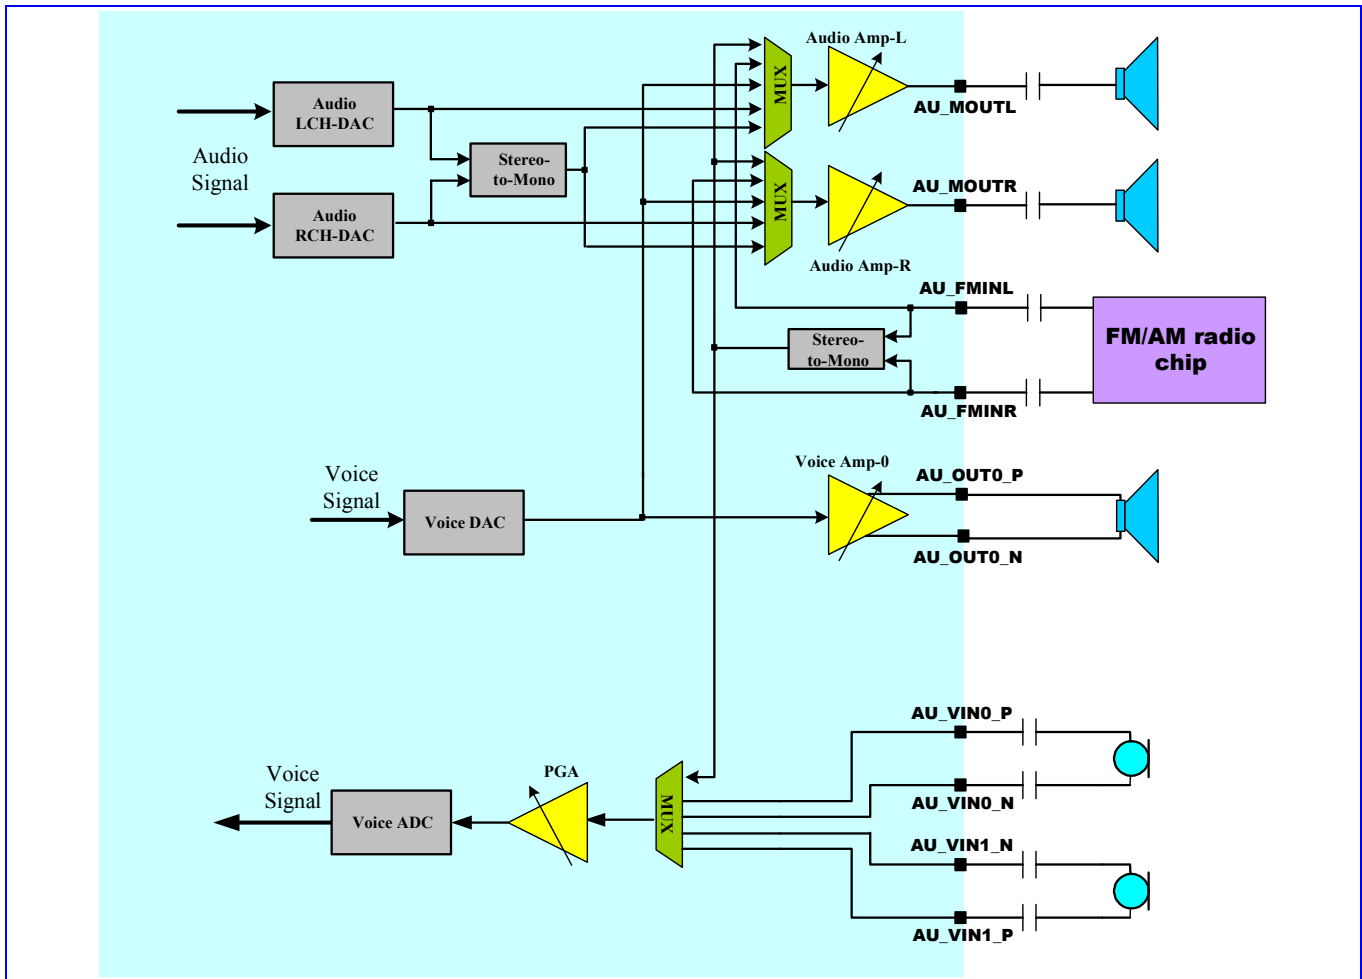 Audio Amp-L
MUX
AU_MOUTL
Audio
LCH-DAC
Audio
Signal
Stereo-
to-Mono
Audio
RCH-DAC
MUX
AU_MOUTR
Audio Amp-R
AU_FMINL
Stereo-
to-Mono
FM/AM radio
chip
AU_FMINR
Voice
Signal
Voice DAC
Voice Amp-0
AU_OUT0_P
AU_OUT0_N
AU_VIN0_P
Voice
Signal
PGA
MUX
AU_VIN0_N
Voice ADC
AU_VIN1_N
AU_VIN1_P